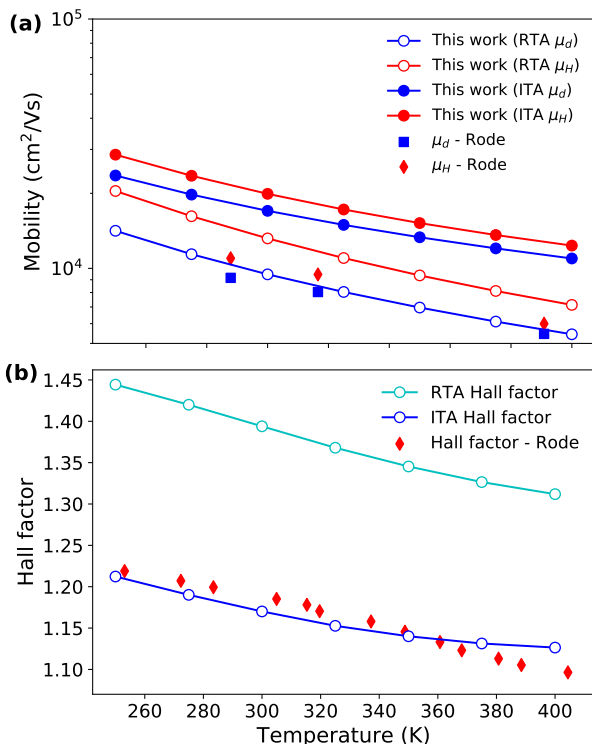 (a)
10^5
10^4
Mobility (cm^2/Vs)
This work (RTA μ_d)
This work (RTA μ_H)
This work (ITA μ_d)
This work (ITA μ_H)
μ_d - Rode
μ_H - Rode
(b)
1.45
1.40
1.35
1.30
1.25
1.20
1.15
1.10
Hall factor
RTA Hall factor
ITA Hall factor
Hall factor - Rode
260 280 300 320 340 360 380 400
Temperature (K)